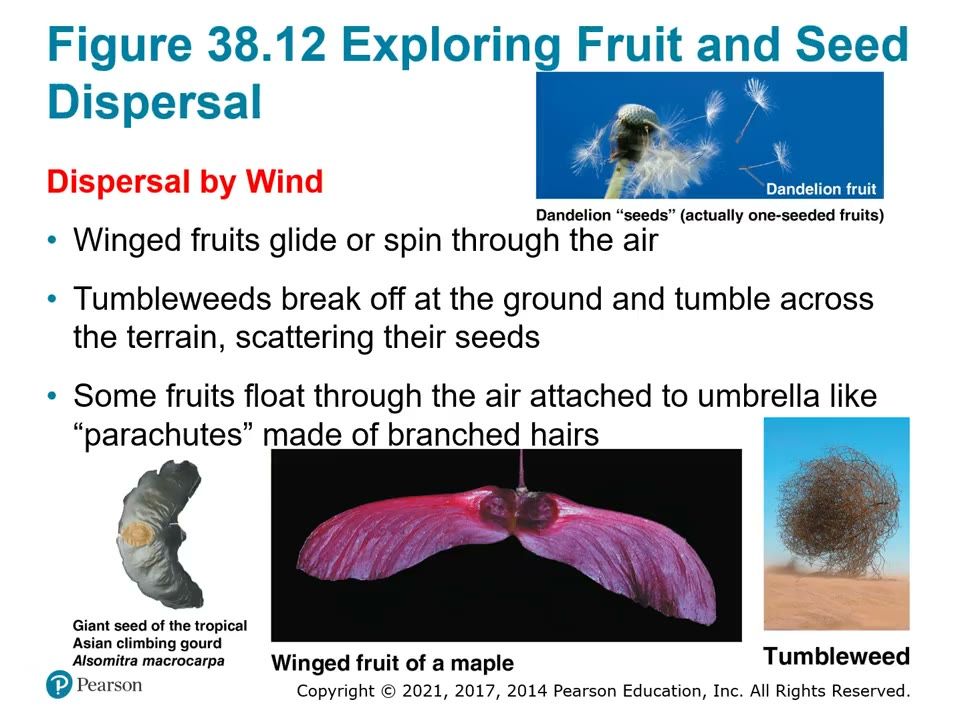 Figure 38.12 Exploring Fruit and Seed
Dispersal
Dandelion fruit
Dandelion “seeds” (actually one-seeded fruits)
Dispersal by Wind
• Winged fruits glide or spin through the air
• Tumbleweeds break off at the ground and tumble across
the terrain, scattering their seeds
• Some fruits float through the air attached to umbrella like
“parachutes” made of branched hairs
Giant seed of the tropical
Asian climbing gourd
Alsomitra macrocarpa
Winged fruit of a maple
Tumbleweed
P Pearson
Copyright © 2021, 2017, 2014 Pearson Education, Inc. All Rights Reserved.